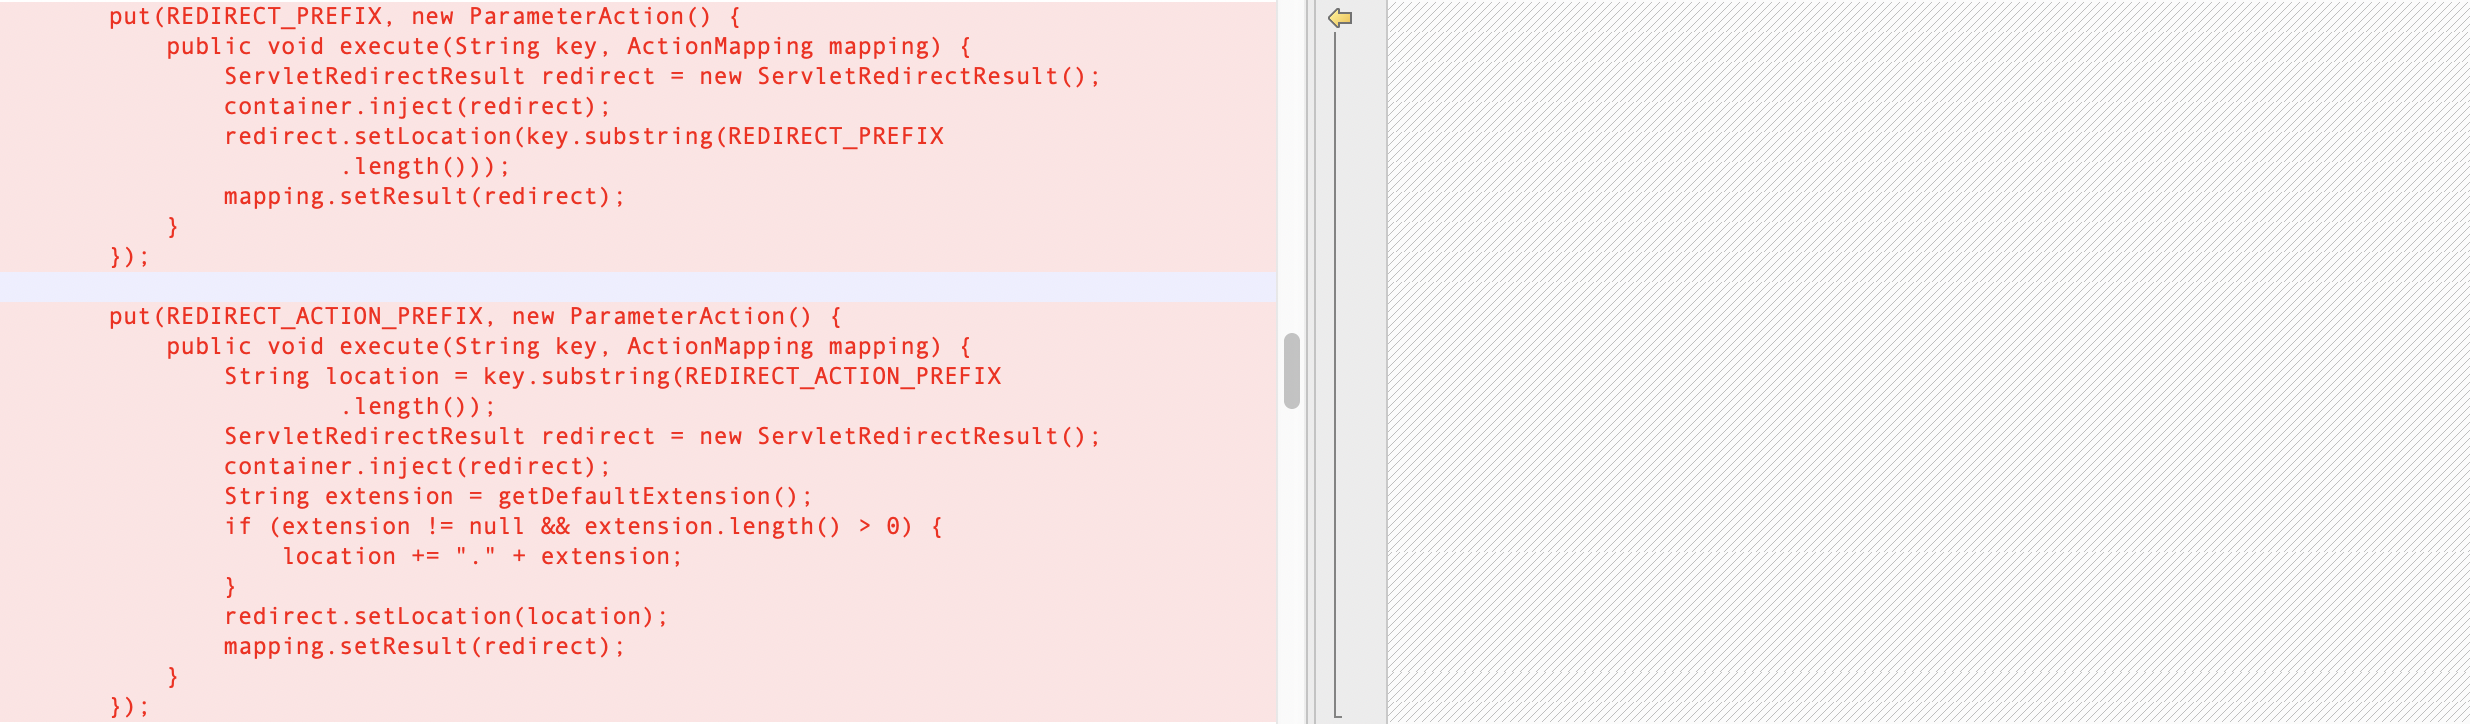 put(REDIRECT_PREFIX, new ParameterAction() {
    public void execute(String key, ActionMapping mapping) {
        ServletRedirectResult redirect = new ServletRedirectResult();
        container.inject(redirect);
        redirect.setLocation(key.substring(REDIRECT_PREFIX
                .length()));
        mapping.setResult(redirect);
    }
});

put(REDIRECT_ACTION_PREFIX, new ParameterAction() {
    public void execute(String key, ActionMapping mapping) {
        String location = key.substring(REDIRECT_ACTION_PREFIX
                .length());
        ServletRedirectResult redirect = new ServletRedirectResult();
        container.inject(redirect);
        String extension = getDefaultExtension();
        if (extension != null && extension.length() > 0) {
            location += "." + extension;
        }
        redirect.setLocation(location);
        mapping.setResult(redirect);
    }
});